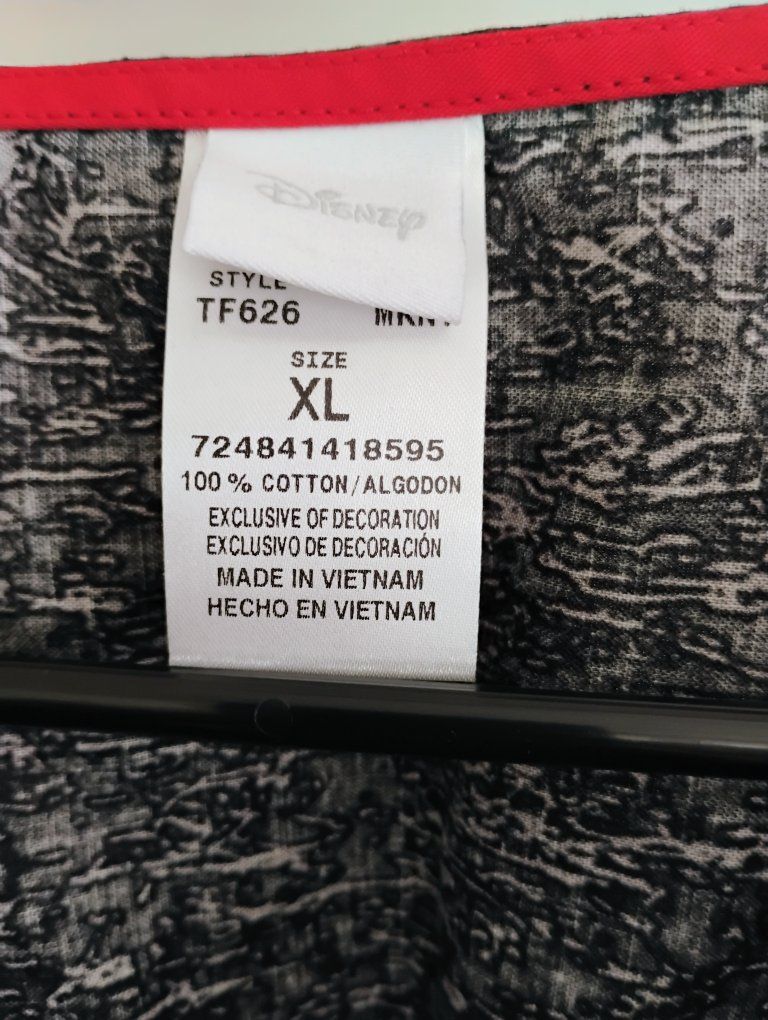 Disney
STYLE
TF626
SIZE
XL
724841418595
100% COTTON/ALGODON
EXCLUSIVE OF DECORATION
EXCLUSIVO DE DECORACIÓN
MADE IN VIETNAM
HECHO EN VIETNAM